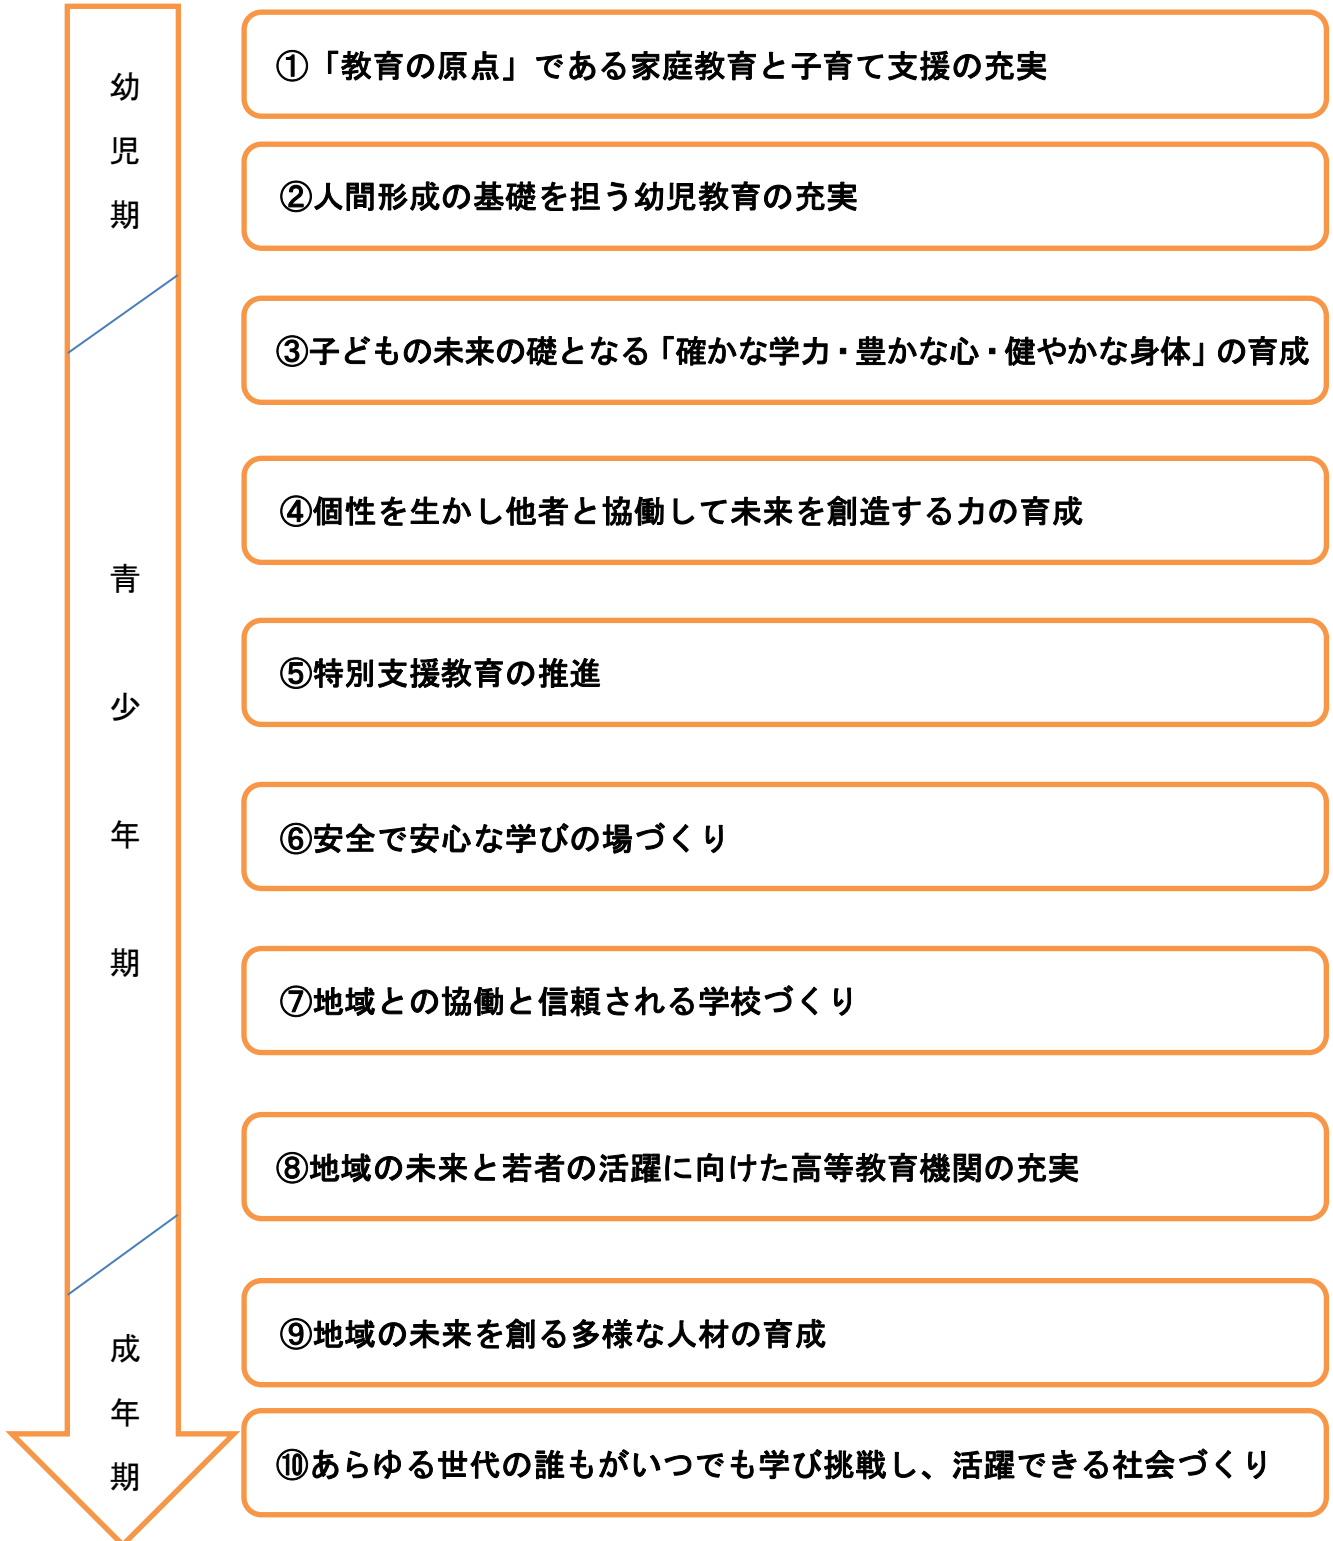 幼児期
①「教育の原点」である家庭教育と子育て支援の充実
②人間形成の基礎を担う幼児教育の充実
青少年期
③子どもの未来の礎となる「確かな学力・豊かな心・健やかな身体」の育成
④個性を生かし他者と協働して未来を創造する力の育成
⑤特別支援教育の推進
⑥安全で安心な学びの場づくり
⑦地域との協働と信頼される学校づくり
⑧地域の未来と若者の活躍に向けた高等教育機関の充実
成年期
⑨地域の未来を創る多様な人材の育成
⑩あらゆる世代の誰もがいつでも学び挑戦し、活躍できる社会づくり